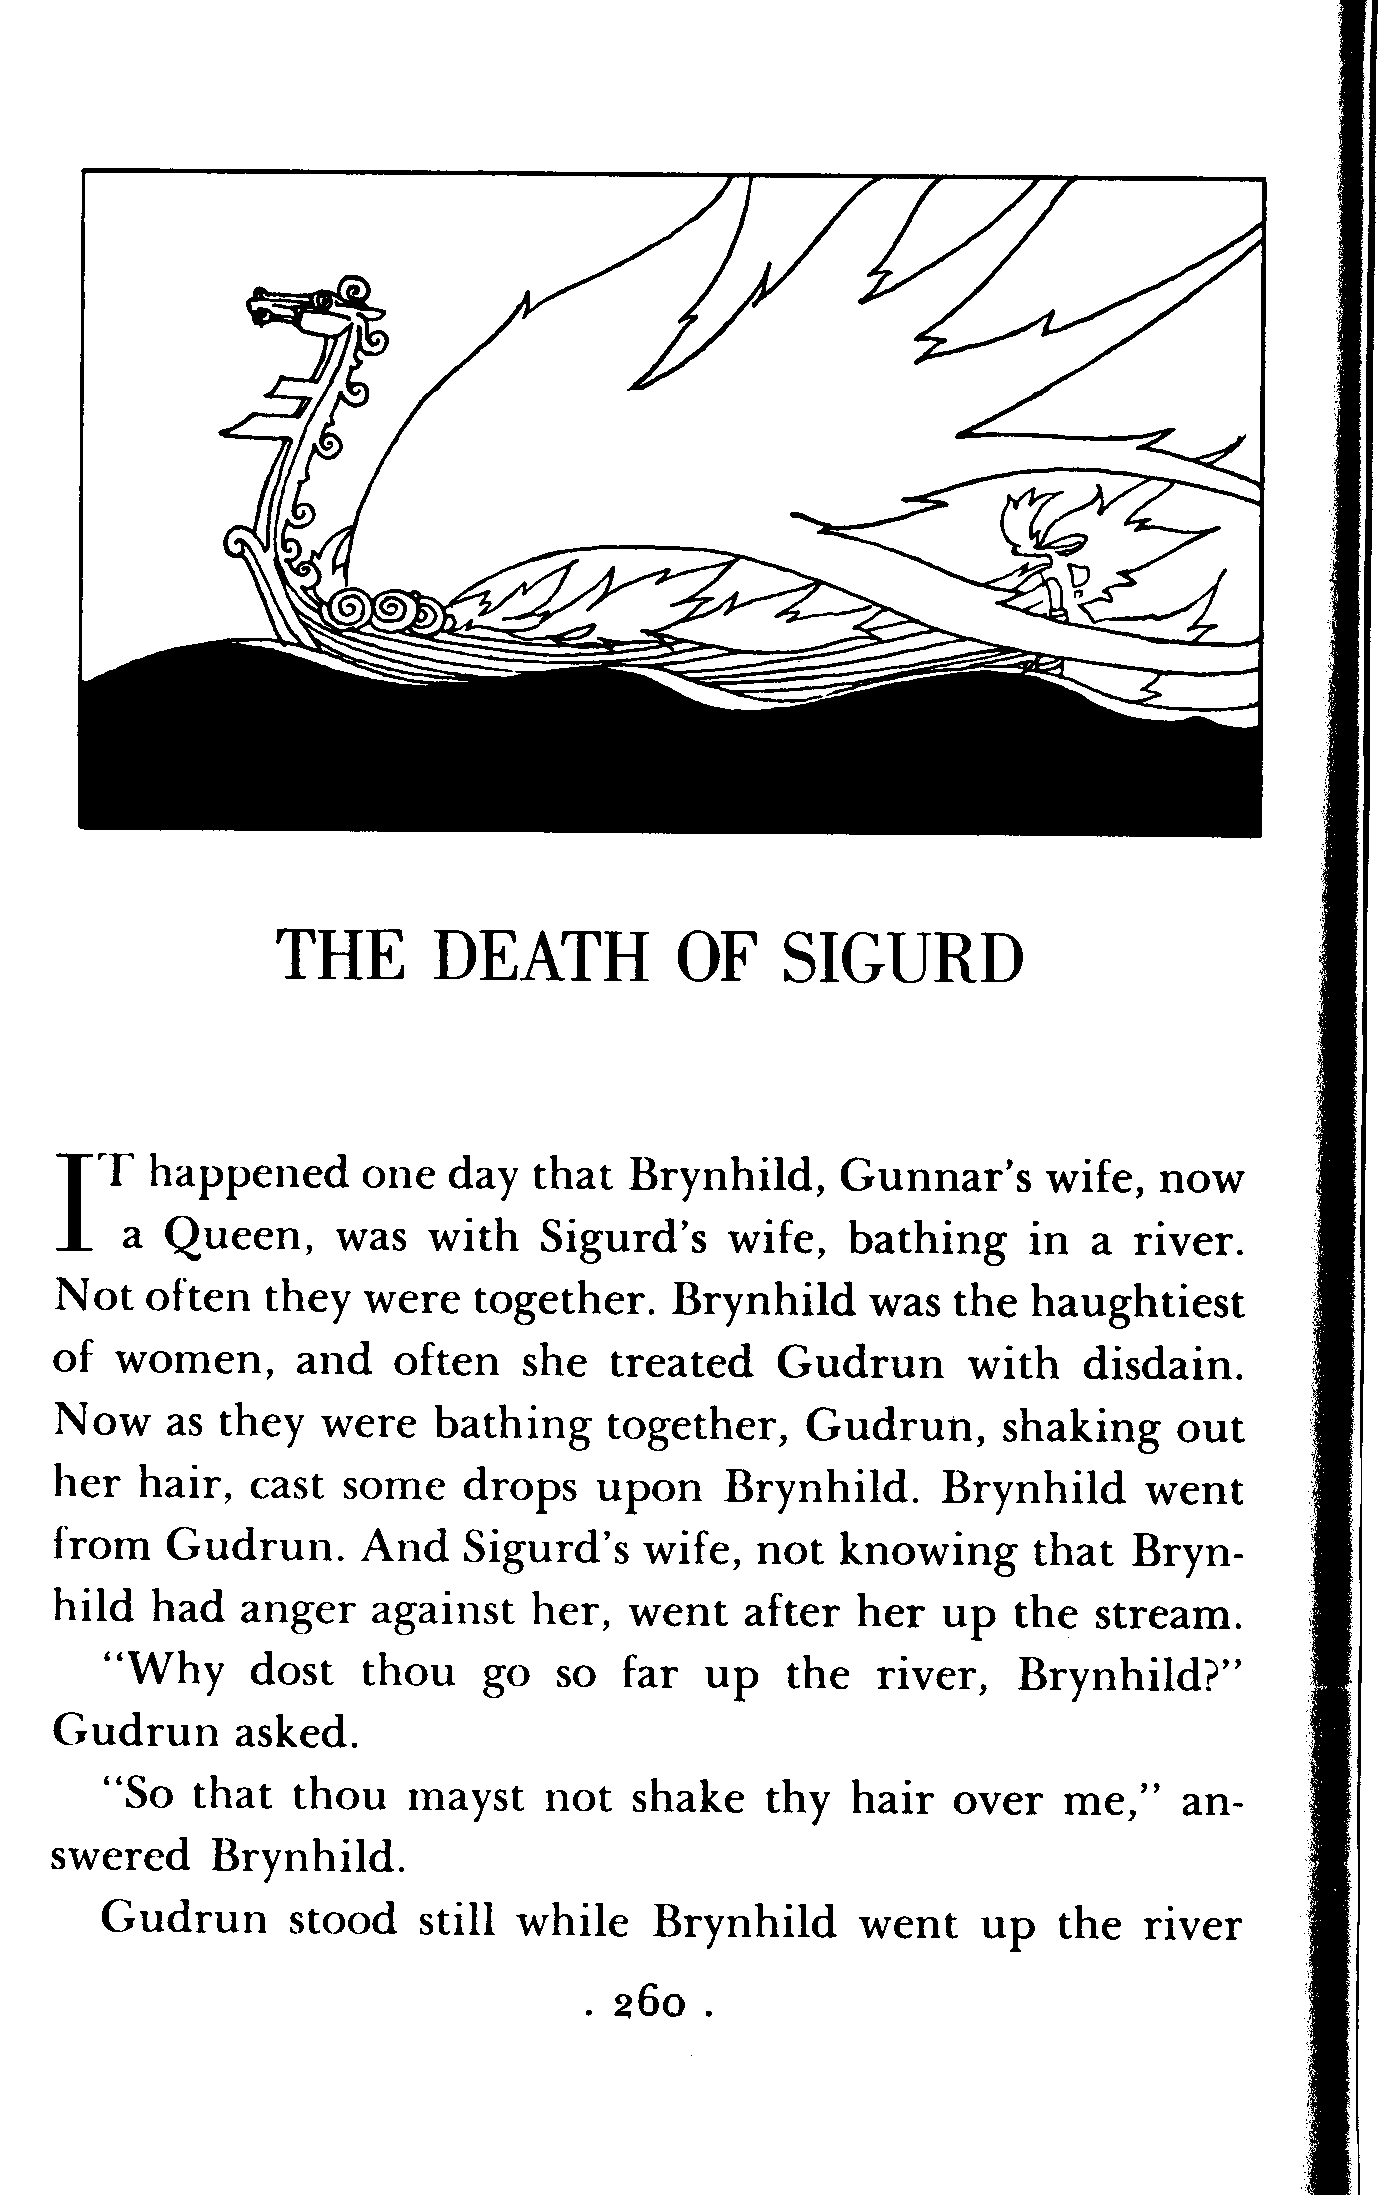 THE DEATH OF SIGURD
IT happened one day that Brynhild, Gunnar's wife, now
a Queen, was with Sigurd's wife, bathing in a river.
Not often they were together. Brynhild was the haughtiest
of women, and often she treated Gudrun with disdain.
Now as they were bathing together, Gudrun, shaking out
her hair, cast some drops upon Brynhild. Brynhild went
from Gudrun. And Sigurd's wife, not knowing that Bryn-
hild had anger against her, went after her up the stream.
"Why dost thou go so far up the river, Brynhild?"
Gudrun asked.
"So that thou mayst not shake thy hair over me," an-
swered Brynhild.
Gudrun stood still while Brynhild went up the river
. 260 .